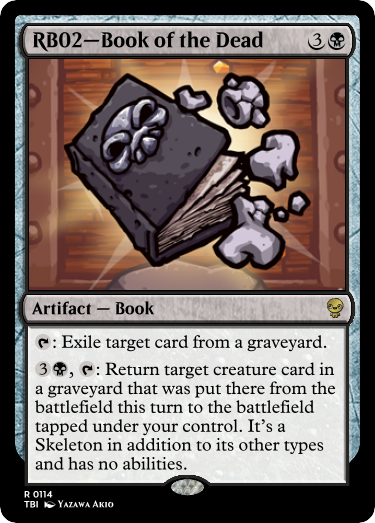 RB02—Book of the Dead 3
Artifact — Book
: Exile target card from a graveyard.
3, : Return target creature card in
a graveyard that was put there from the
battlefield this turn to the battlefield
tapped under your control. It’s a
Skeleton in addition to its other types
and has no abilities.
R 0114
TBI Yazawa Akio